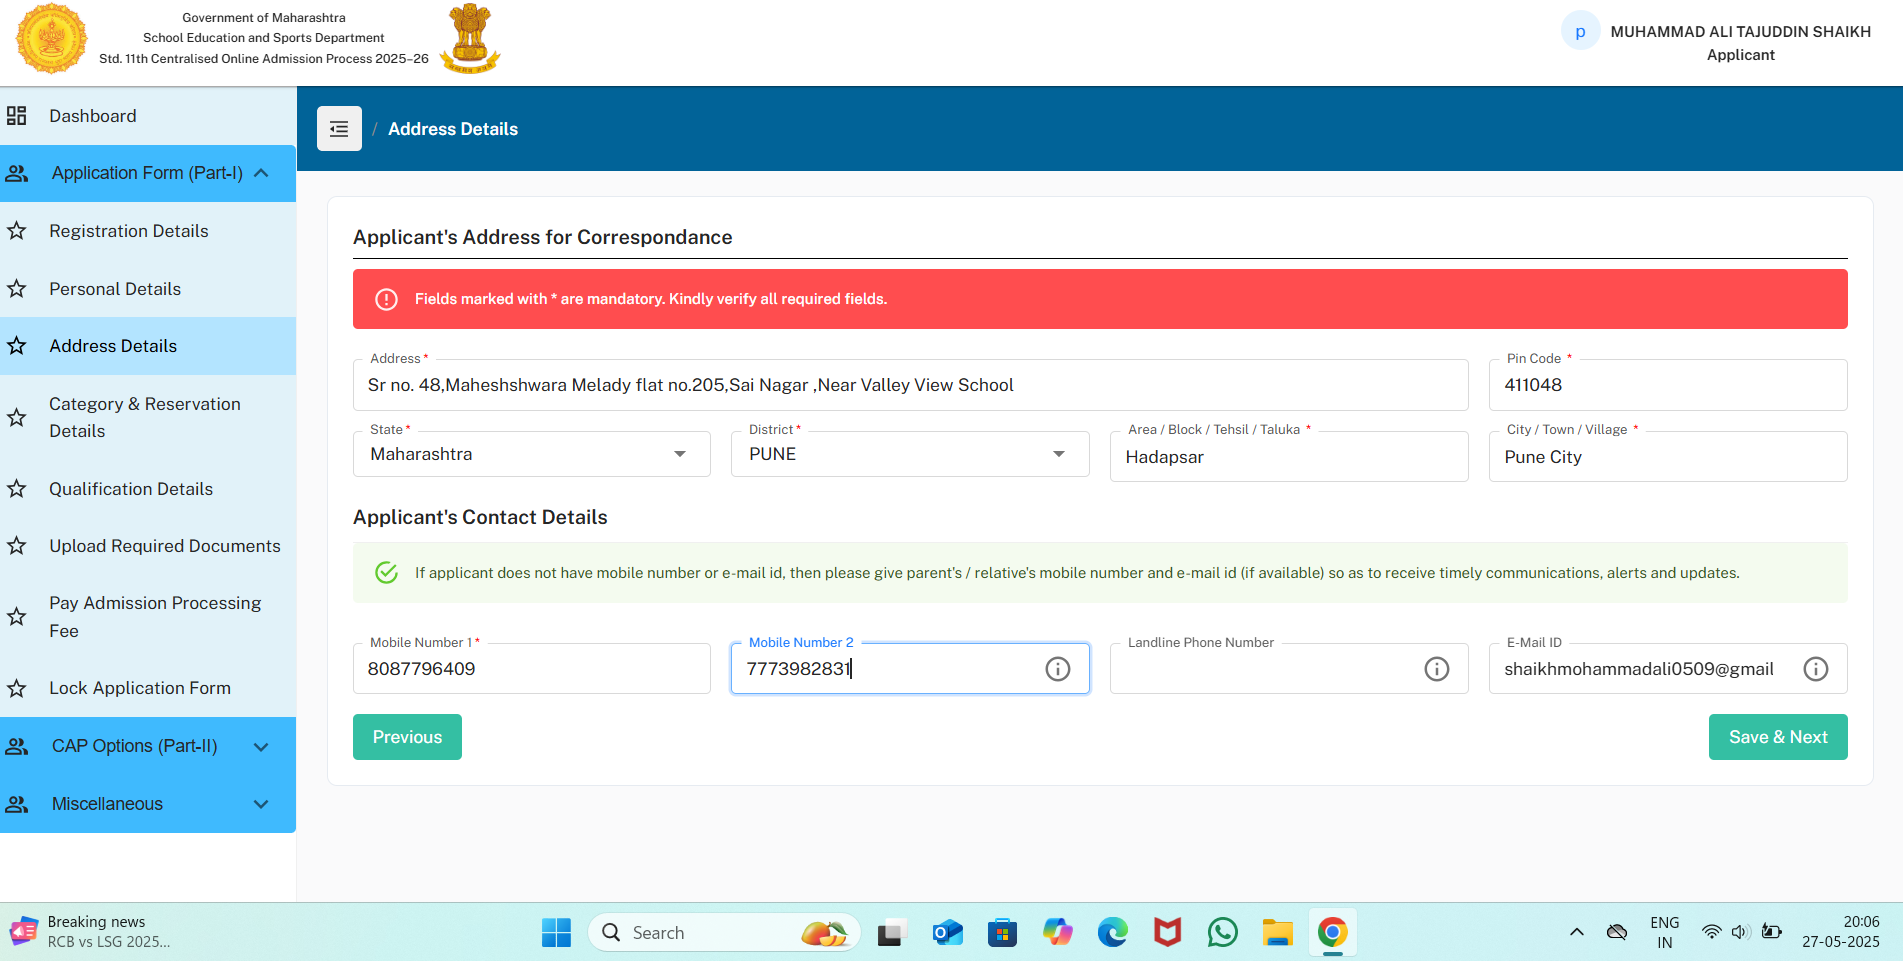 Government of Maharashtra
School Education and Sports Department
Std. 11th Centralised Online Admission Process 2025-26
p
MUHAMMAD ALI TAJUDDIN SHAIKH
Applicant
Dashboard
Application Form (Part-I)
Registration Details
Personal Details
Address Details
Category & Reservation
Details
Qualification Details
Upload Required Documents
Pay Admission Processing
Fee
Lock Application Form
CAP Options (Part-II)
Miscellaneous
/ Address Details
Applicant's Address for Correspondance
Fields marked with * are mandatory. Kindly verify all required fields.
Address *
Sr no. 48,Maheshshwara Melady flat no.205,Sai Nagar ,Near Valley View School
Pin Code *
411048
State *
Maharashtra
District *
PUNE
Area / Block / Tehsil / Taluka *
Hadapsar
City / Town / Village *
Pune City
Applicant's Contact Details
If applicant does not have mobile number or e-mail id, then please give parent's / relative's mobile number and e-mail id (if available) so as to receive timely communications, alerts and updates.
Mobile Number 1 *
8087796409
Mobile Number 2
7773982831
Landline Phone Number
E-Mail ID
shaikhmohammadali0509@gmail
Previous
Save & Next
Breaking news
RCB vs LSG 2025...
Search
ENG
IN
20:06
27-05-2025